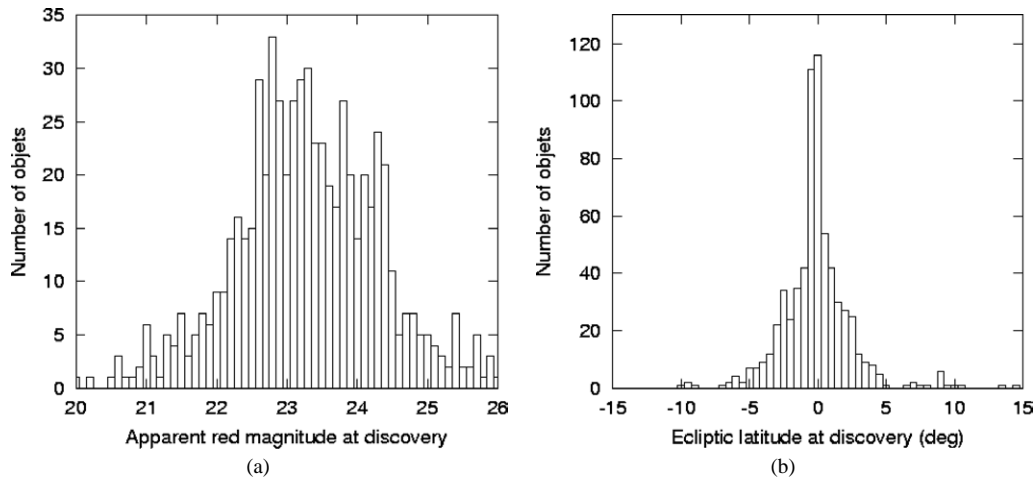 35
30
25
20
15
10
5
0
Number of objets
20 21 22 23 24 25 26
Apparent red magnitude at discovery
(a)
120
100
80
60
40
20
0
Number of objets
-15 -10 -5 0 5 10 15
Ecliptic latitude at discovery (deg)
(b)